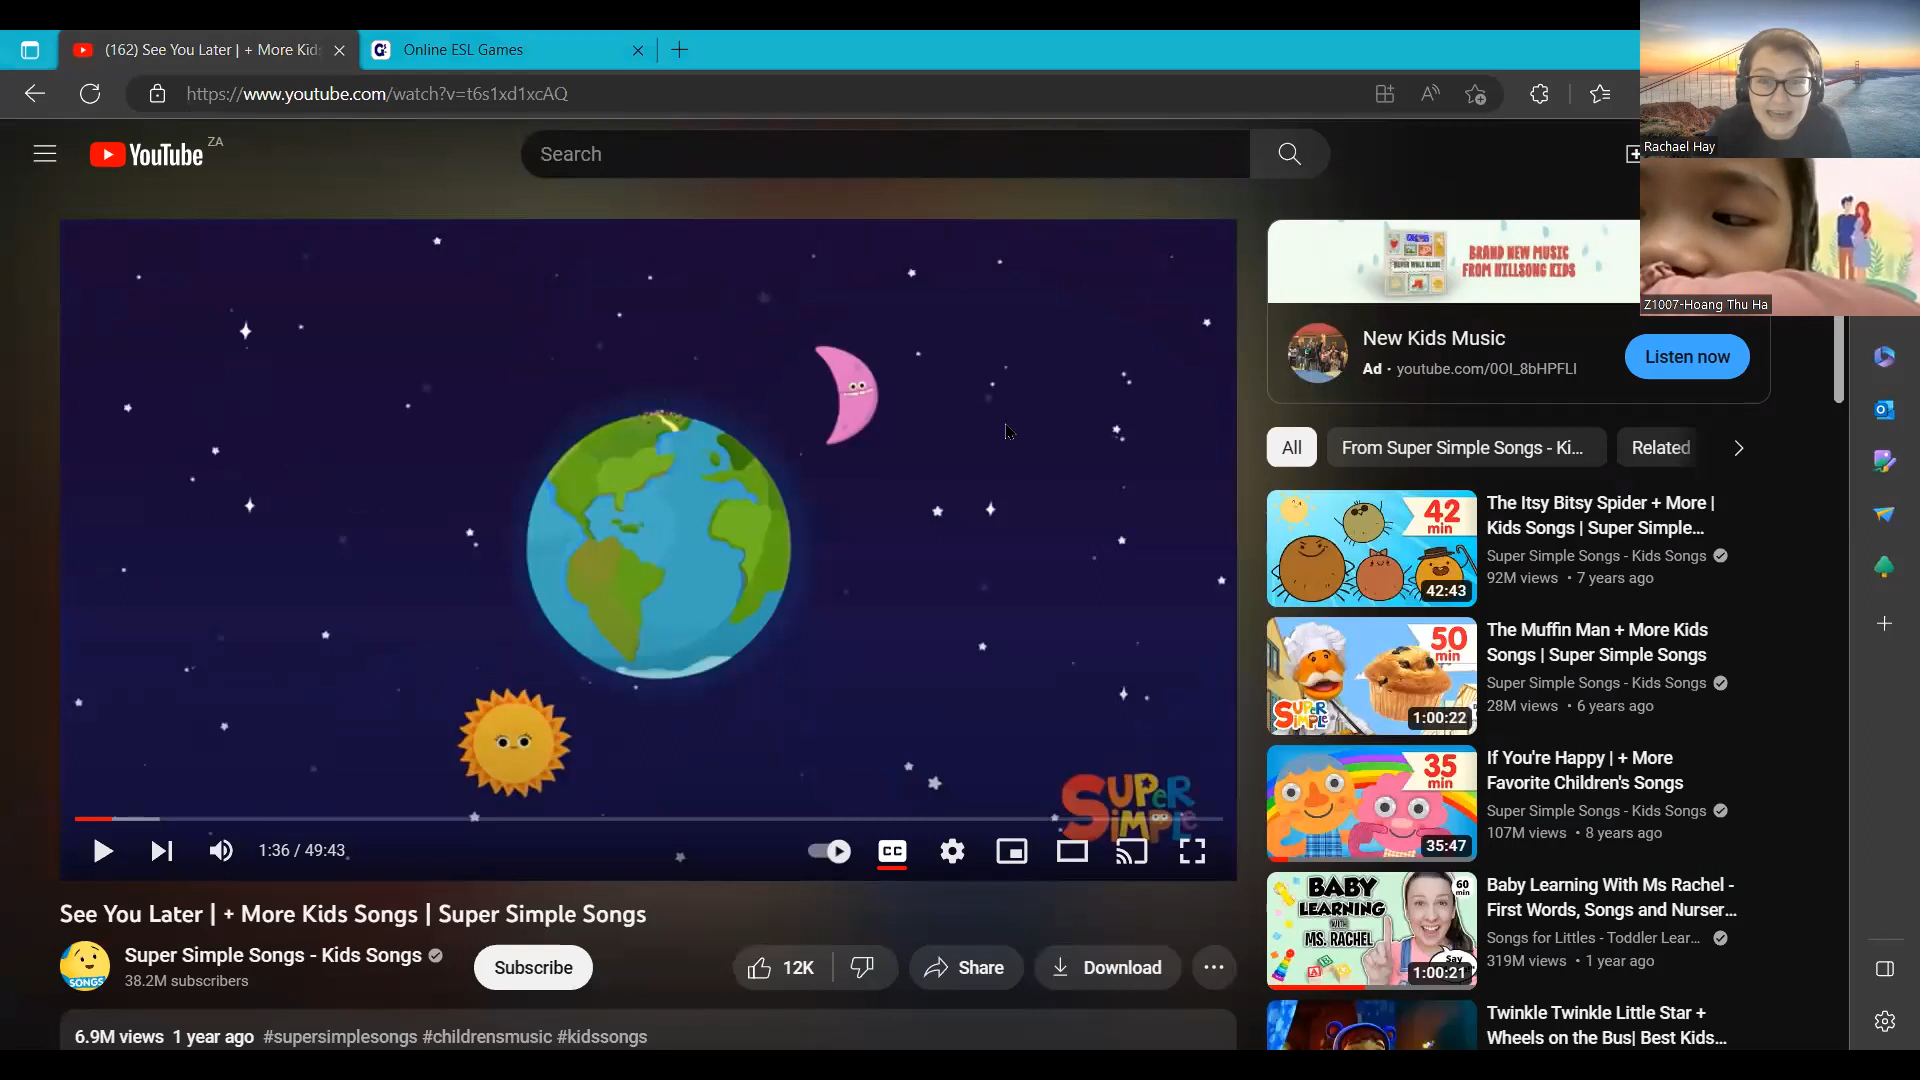 (162) See You Later | + More Kids
Online ESL Games
https://www.youtube.com/watch?v=t6s1xd1xcAQ
YouTube ZA
Search
Rachael Hay
Z1007-Hoang Thu Ha
BRAND NEW MUSIC
FROM HILLSONG KIDS
New Kids Music
Ad • youtube.com/0OI_8bHPFLI
Listen now
All
From Super Simple Songs - Ki...
Related
SUPER
SIMPLE
1:36 / 49:43
CC
See You Later | + More Kids Songs | Super Simple Songs
SONGS
Super Simple Songs - Kids Songs
38.2M subscribers
Subscribe
12K
Share
Download
6.9M views 1 year ago #supersimplesongs #childrensmusic #kidssongs
42
min
42:43
The Itsy Bitsy Spider + More |
Kids Songs | Super Simple...
Super Simple Songs - Kids Songs
92M views • 7 years ago
50
min
SUPER
SIMPLE
1:00:22
The Muffin Man + More Kids
Songs | Super Simple Songs
Super Simple Songs - Kids Songs
28M views • 6 years ago
35
min
35:47
If You're Happy | + More
Favorite Children's Songs
Super Simple Songs - Kids Songs
107M views • 8 years ago
BABY
LEARNING
WITH
MS. RACHEL
60
min
Say
1:00:21
Baby Learning With Ms Rachel -
First Words, Songs and Nurser...
Songs for Littles - Toddler Lear...
319M views • 1 year ago
Twinkle Twinkle Little Star +
Wheels on the Bus| Best Kids...